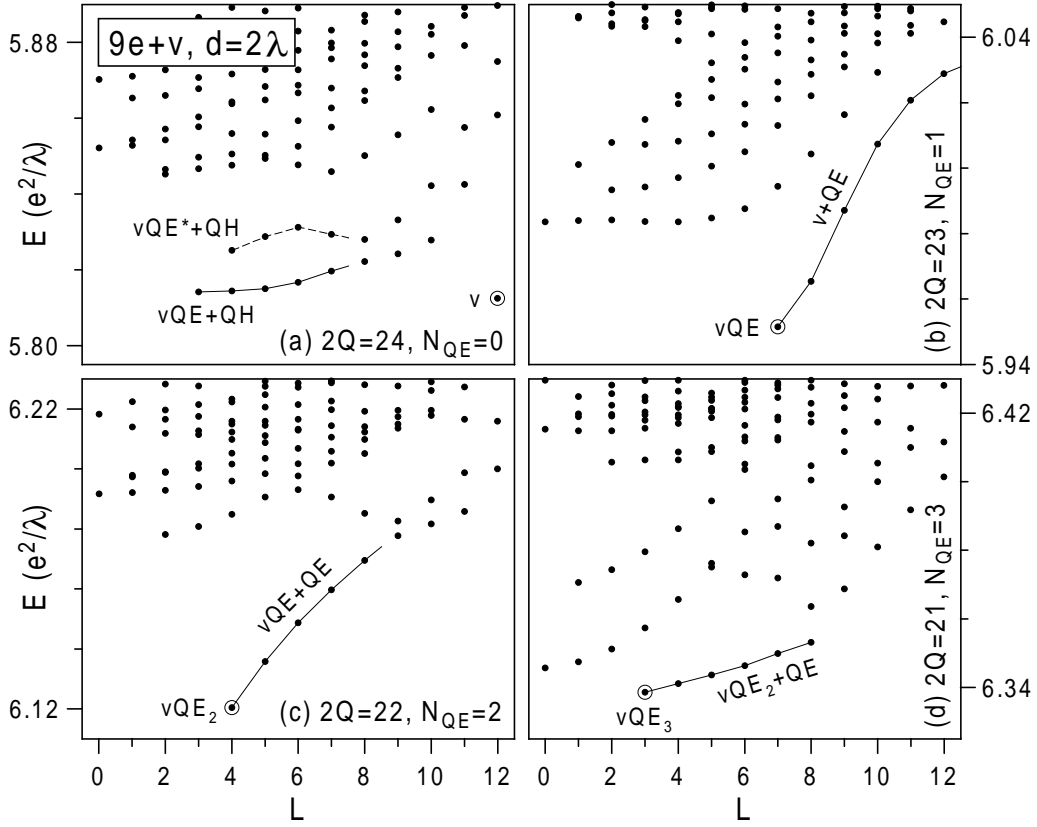 9e+v, d=2λ
5.88
5.80
E (e²/λ)
vQE*+QH
vQE+QH
v
(a) 2Q=24, N_QE=0
6.04
5.94
v+QE
vQE
(b) 2Q=23, N_QE=1
6.22
6.12
E (e²/λ)
vQE+QE
vQE₂
(c) 2Q=22, N_QE=2
0 2 4 6 8 10 12
L
6.42
6.34
vQE₂+QE
vQE₃
(d) 2Q=21, N_QE=3
0 2 4 6 8 10 12
L